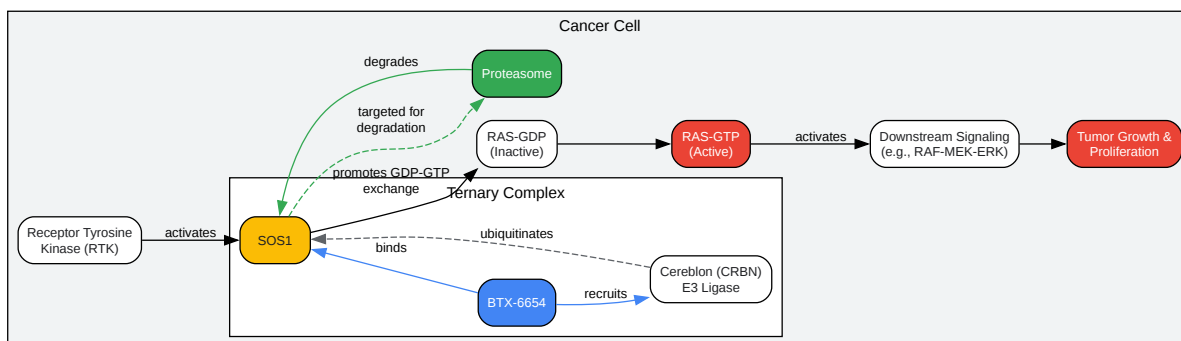 Cancer Cell
degrades
Proteasome
targeted for
degradation
RAS-GDP
(Inactive)
RAS-GTP
(Active)
activates
Downstream Signaling
(e.g., RAF-MEK-ERK)
Tumor Growth &
Proliferation
promotes GDP-GTP
exchange
Ternary Complex
Receptor Tyrosine
Kinase (RTK)
activates
SOS1
ubiquitinates
binds
Cereblon (CRBN)
E3 Ligase
BTX-6654
recruits